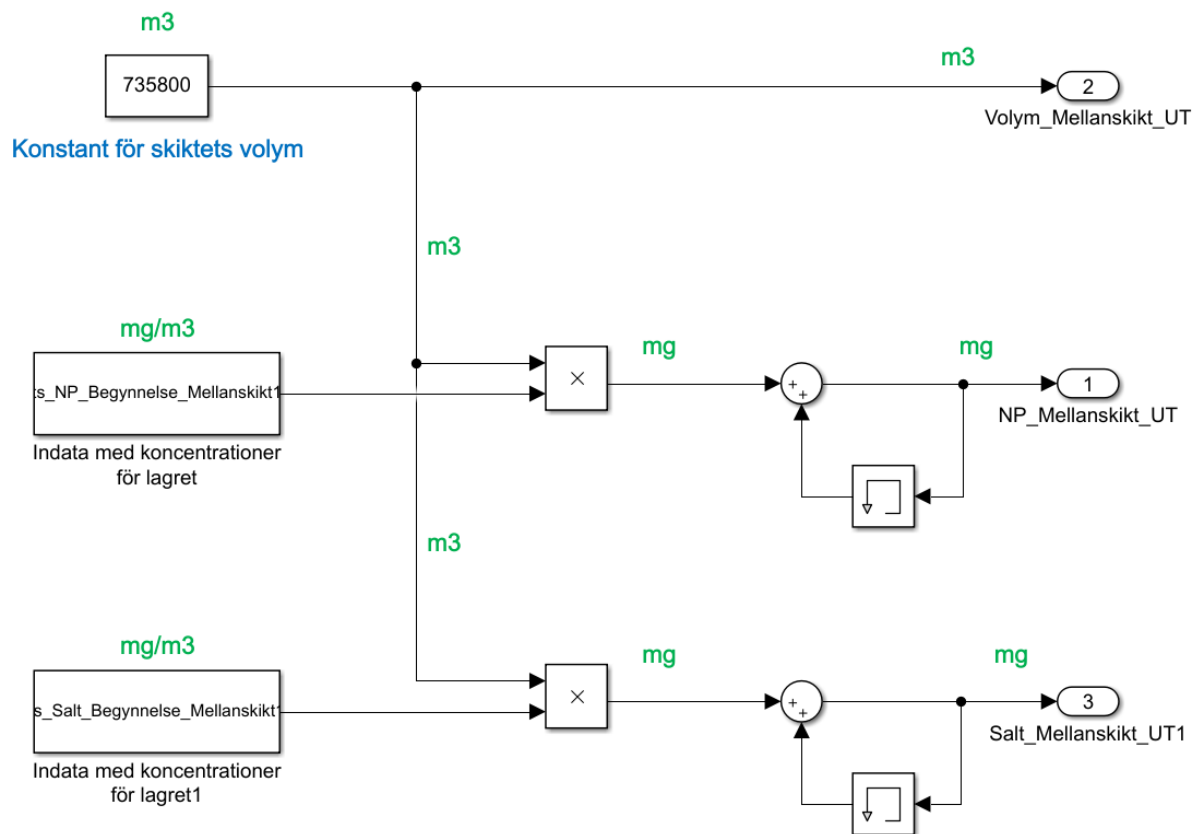 m3
735800
m3
2
Volym_Mellanskikt_UT
Konstant för skiktets volym
m3
mg/m3
mg
mg
ts_NP_Begynnelse_Mellanskikt1
×
+
+
1
NP_Mellanskikt_UT
Indata med koncentrationer
för lagret
m3
mg/m3
mg
mg
s_Salt_Begynnelse_Mellanskikt1
×
+
+
3
Salt_Mellanskikt_UT1
Indata med koncentrationer
för lagret1